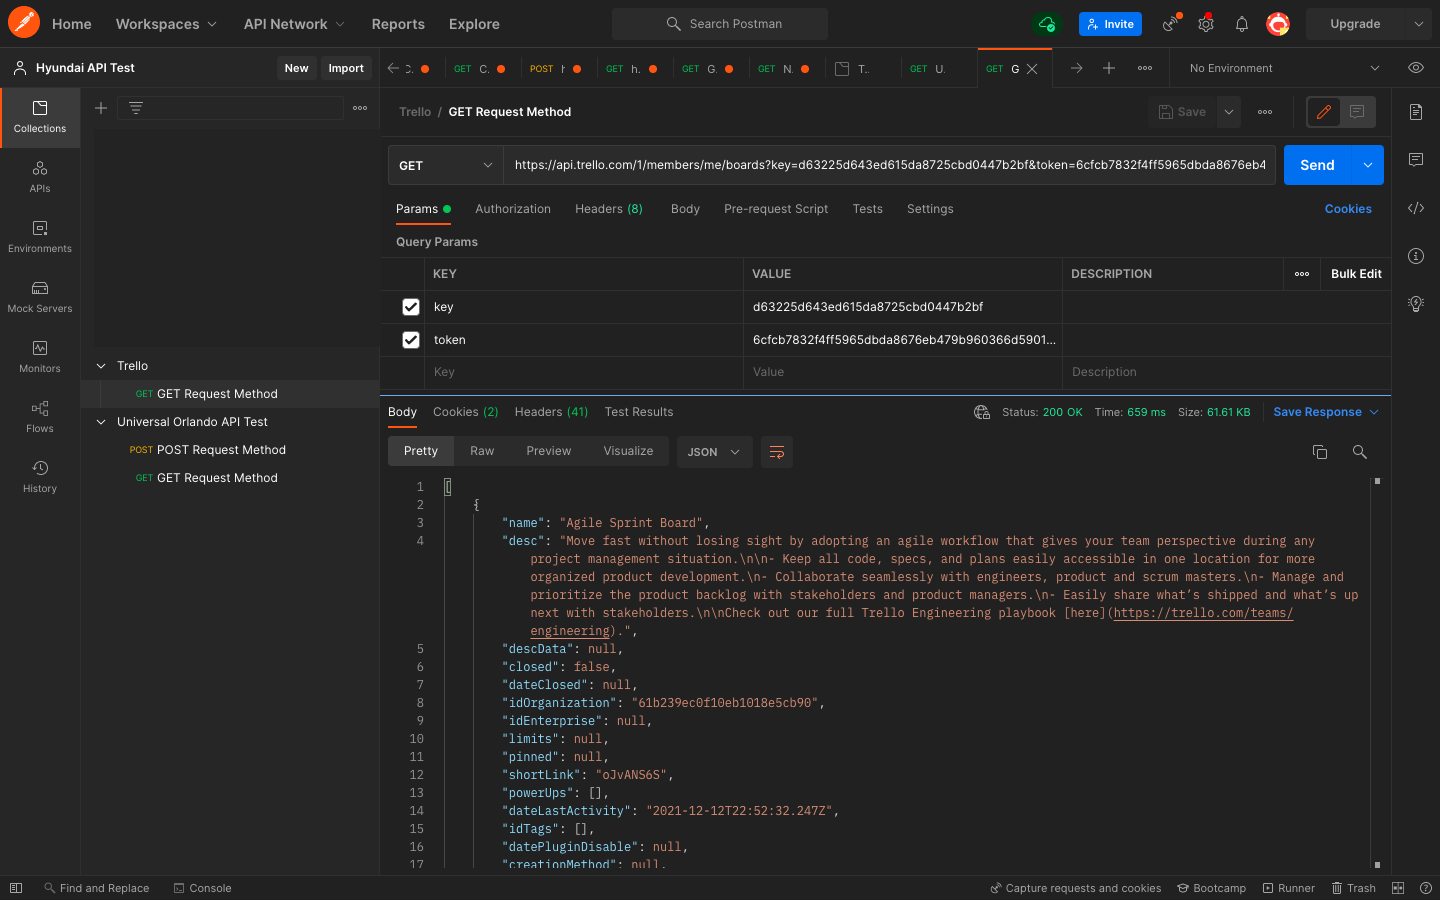 Home
Workspaces
API Network
Reports
Explore
Search Postman
Invite
Upgrade
Hyundai API Test
New
Import
GET C.
POST
GET h.
GET G.
GET N.
T..
GET U.
GET G
No Environment
Collections
APIs
Environments
Mock Servers
Monitors
Flows
History
Trello
GET GET Request Method
Universal Orlando API Test
POST POST Request Method
GET GET Request Method
Trello / GET Request Method
Save
GET
https://api.trello.com/1/members/me/boards?key=d63225d643ed615da8725cbd0447b2bf&token=6cfcb7832f4ff5965dbda8676eb4
Send
Params
Authorization
Headers (8)
Body
Pre-request Script
Tests
Settings
Cookies
Query Params
KEY VALUE DESCRIPTION Bulk Edit
key d63225d643ed615da8725cbd0447b2bf
token 6cfcb7832f4ff5965dbda8676eb479b960366d5901...
Key Value Description
Body Cookies (2) Headers (41) Test Results
Status: 200 OK Time: 659 ms Size: 61.61 KB
Save Response
Pretty Raw Preview Visualize JSON
1 [
2 {
3 "name": "Agile Sprint Board",
4 "desc": "Move fast without losing sight by adopting an agile workflow that gives your team perspective during any
project management situation.\n\n- Keep all code, specs, and plans easily accessible in one location for more
organized product development.\n- Collaborate seamlessly with engineers, product and scrum masters.\n- Manage and
prioritize the product backlog with stakeholders and product managers.\n- Easily share what’s shipped and what’s up
next with stakeholders.\n\nCheck out our full Trello Engineering playbook [here](https://trello.com/teams/
engineering).",
5 "descData": null,
6 "closed": false,
7 "dateClosed": null,
8 "idOrganization": "61b239ec0f10eb1018e5cb90",
9 "idEnterprise": null,
10 "limits": null,
11 "pinned": null,
12 "shortLink": "oJvANS6S",
13 "powerUps": [],
14 "dateLastActivity": "2021-12-12T22:52:32.247Z",
15 "idTags": [],
16 "datePluginDisable": null,
17 "creationMethod": null,
Find and Replace
Console
Capture requests and cookies
Bootcamp
Runner
Trash